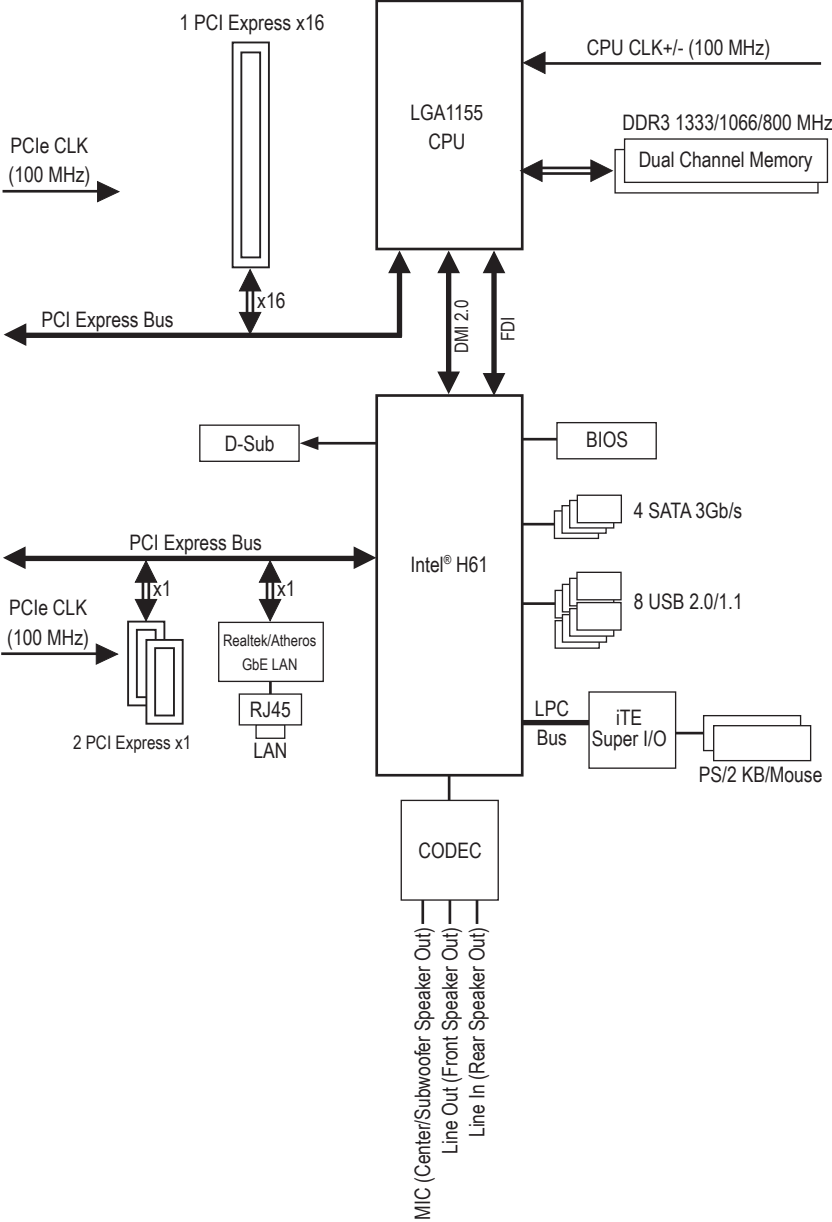 1 PCI Express x16
CPU CLK+/- (100 MHz)
LGA1155
CPU
DDR3 1333/1066/800 MHz
Dual Channel Memory
PCIe CLK
(100 MHz)
x16
PCI Express Bus
DMI 2.0
FDI
D-Sub
BIOS
4 SATA 3Gb/s
PCI Express Bus
Intel® H61
x1
x1
8 USB 2.0/1.1
PCIe CLK
(100 MHz)
Realtek/Atheros
GbE LAN
RJ45
LAN
2 PCI Express x1
LPC
Bus
iTE
Super I/O
PS/2 KB/Mouse
CODEC
MIC (Center/Subwoofer Speaker Out)
Line Out (Front Speaker Out)
Line In (Rear Speaker Out)